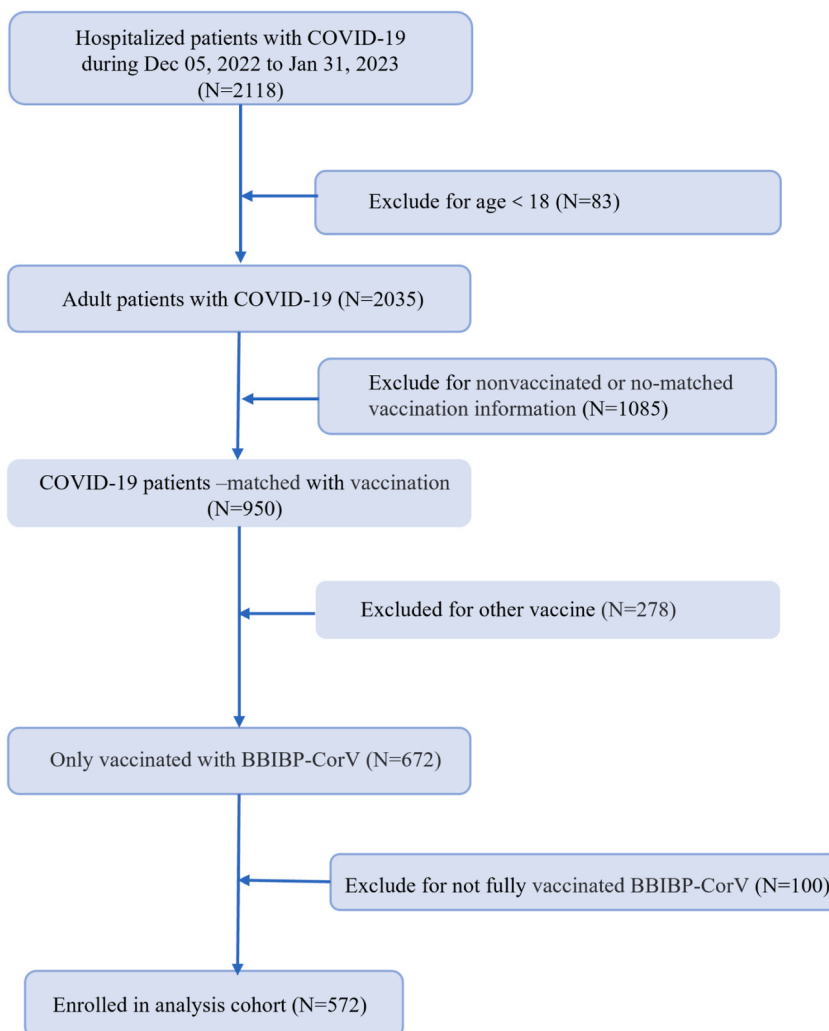 Hospitalized patients with COVID-19
during Dec 05, 2022 to Jan 31, 2023
(N=2118)
Exclude for age < 18 (N=83)
Adult patients with COVID-19 (N=2035)
Exclude for nonvaccinated or no-matched
vaccination information (N=1085)
COVID-19 patients –matched with vaccination
(N=950)
Excluded for other vaccine (N=278)
Only vaccinated with BBIBP-CorV (N=672)
Exclude for not fully vaccinated BBIBP-CorV (N=100)
Enrolled in analysis cohort (N=572)